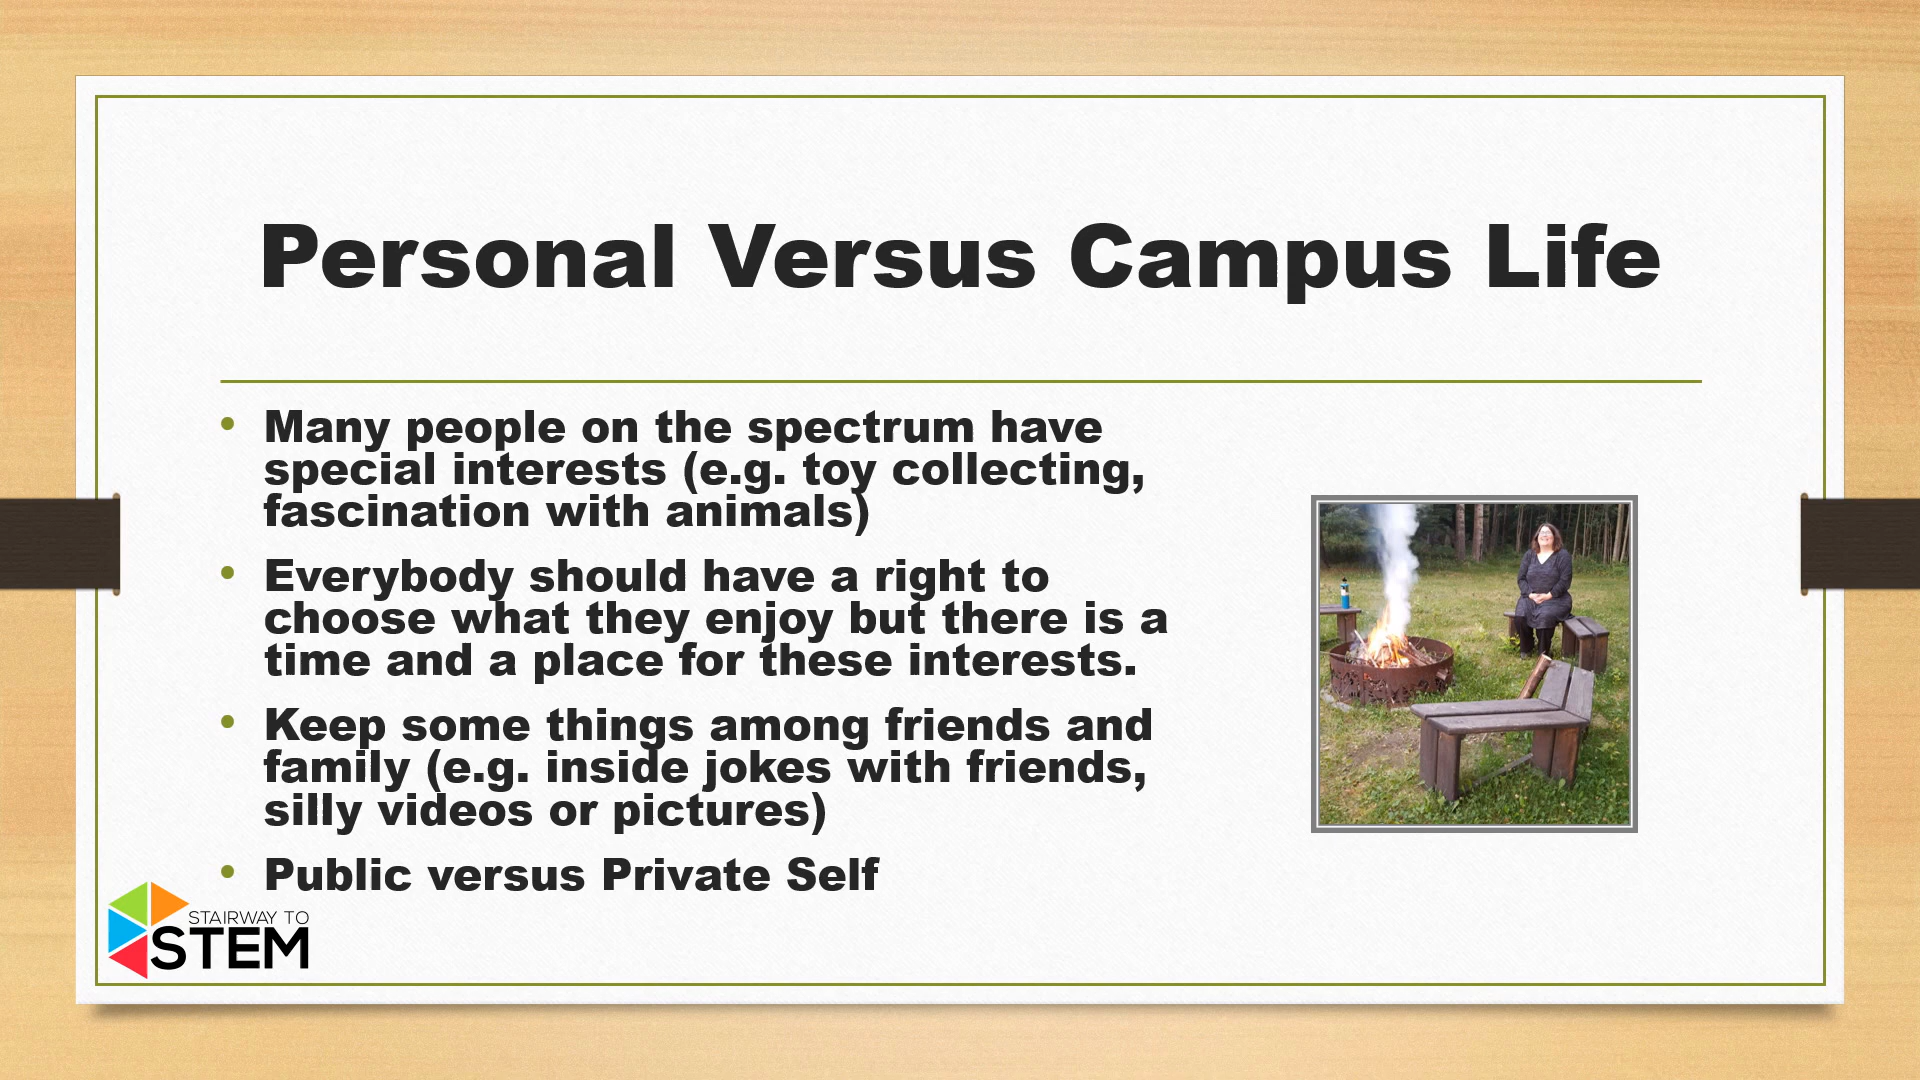 Personal Versus Campus Life
• Many people on the spectrum have
special interests (e.g. toy collecting,
fascination with animals)
• Everybody should have a right to
choose what they enjoy but there is a
time and a place for these interests.
• Keep some things among friends and
family (e.g. inside jokes with friends,
silly videos or pictures)
• Public versus Private Self
STAIRWAY TO
STEM